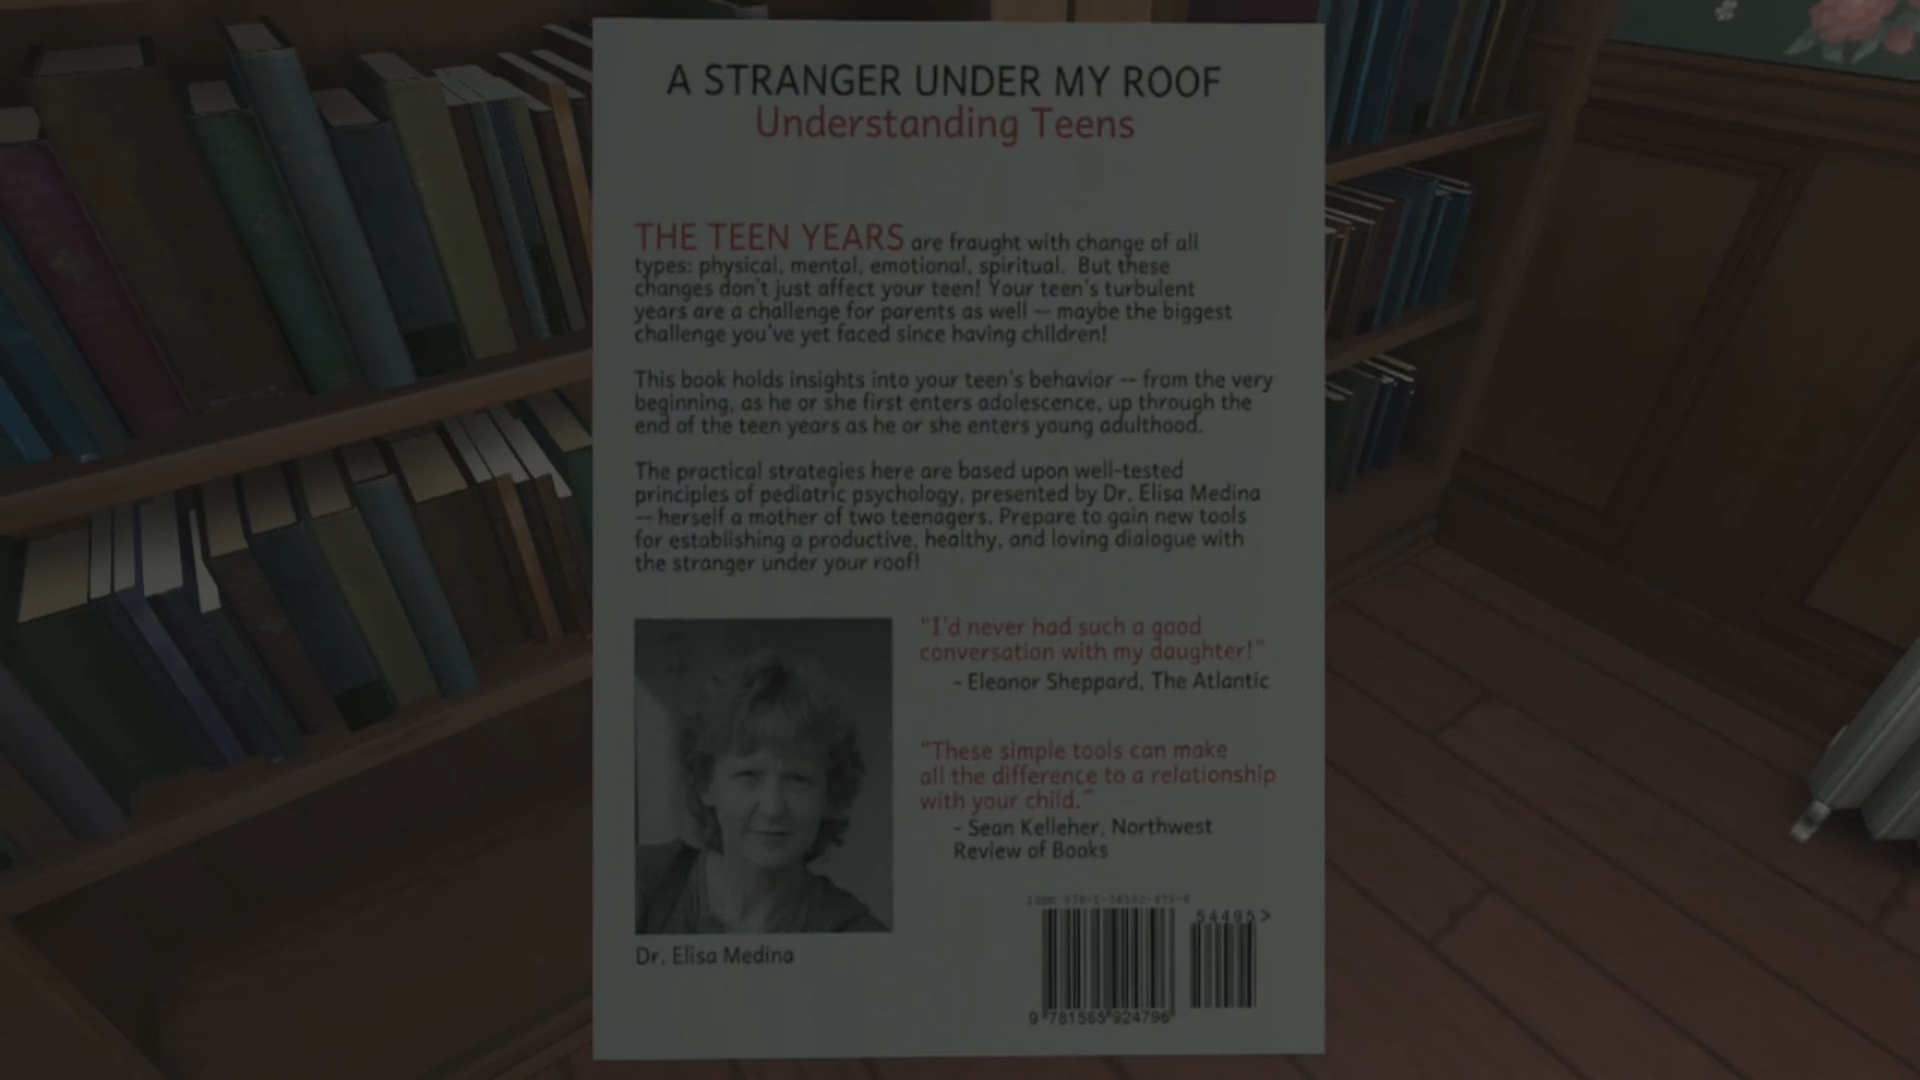 A STRANGER UNDER MY ROOF
Understanding Teens
THE TEEN YEARS are fraught with change of all
types: physical, mental, emotional, spiritual. But these
changes don't just affect your teen! Your teen's turbulent
years are a challenge for parents as well -- maybe the biggest
challenge you've yet faced since having children!
This book holds insights into your teen's behavior -- from the very
beginning, as he or she first enters adolescence, up through the
end of the teen years as he or she enters young adulthood.
The practical strategies here are based upon well-tested
principles of pediatric psychology, presented by Dr. Elisa Medina
-- herself a mother of two teenagers. Prepare to gain new tools
for establishing a productive, healthy, and loving dialogue with
the stranger under your roof!
"I'd never had such a good
conversation with my daughter!"
- Eleanor Sheppard, The Atlantic
"These simple tools can make
all the difference to a relationship
with your child."
- Sean Kelleher, Northwest
Review of Books
Dr. Elisa Medina
ISBN
54495>
9 781565 924796